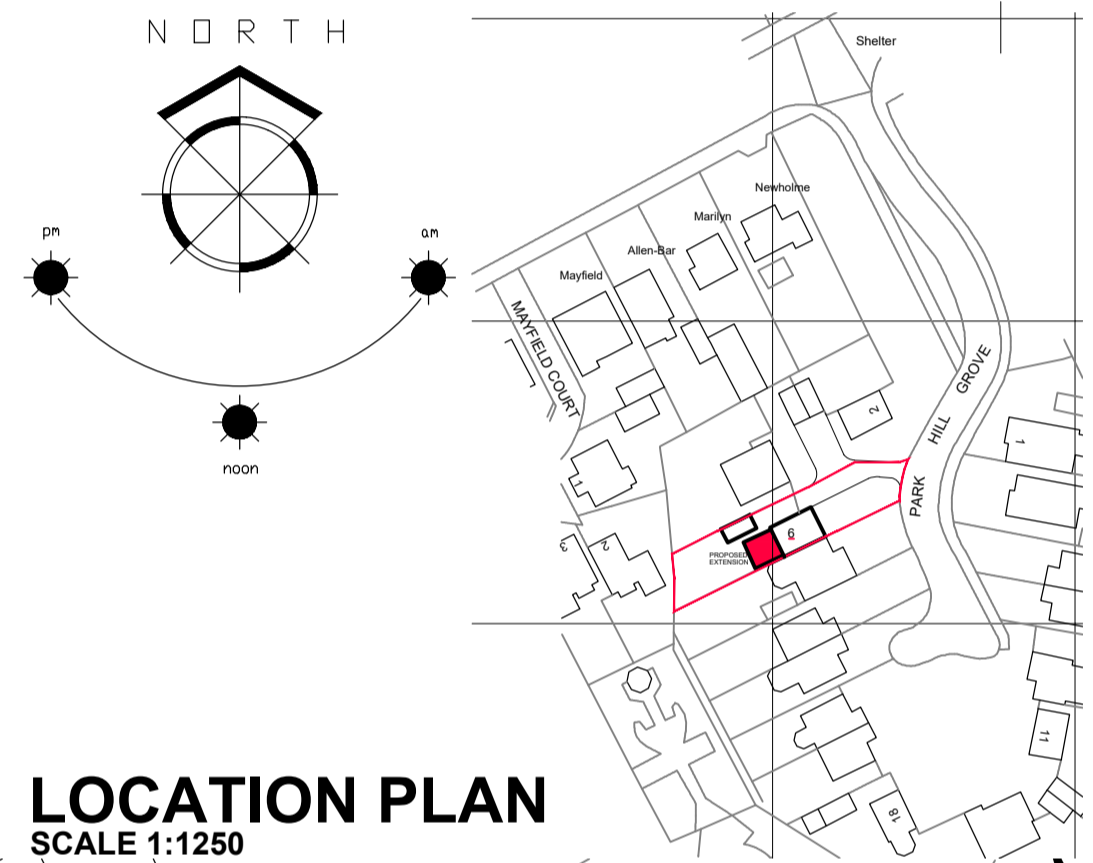 NORTH
pm
am
noon
Shelter
Newholme
Marilyn
Allen-Bar
Mayfield
MAYFIELD COURT
PARK HILL GROVE
2
1
1
6
PROPOSED
EXTENSION
3
2
11
18
LOCATION PLAN
SCALE 1:1250